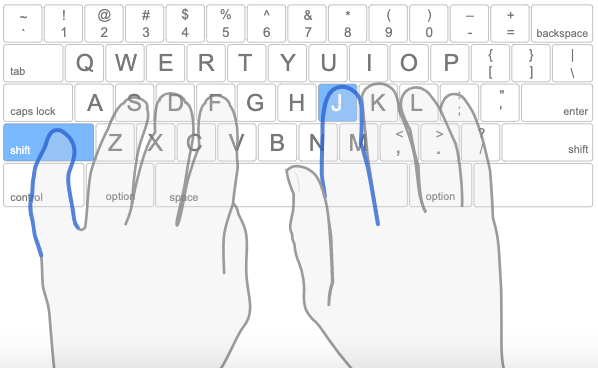 ~ ! @ # $ % ^ & * ( ) — +
` 1 2 3 4 5 6 7 8 9 0 - = backspace
tab Q W E R T Y U I O P { [ } ] | \
caps lock A S D F G H J K L : ; " ' enter
shift Z X C V B N M < , > . ? / shift
control option space option